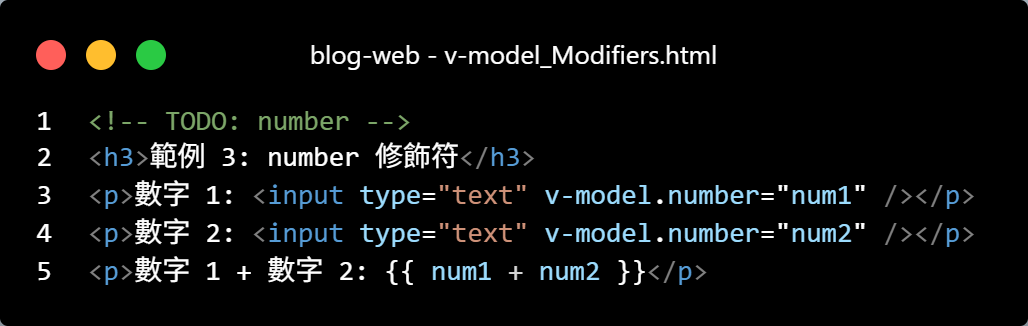 blog-web - v-model_Modifiers.html
1 <!-- TODO: number -->
2 <h3>範例 3: number 修飾符</h3>
3 <p>數字 1: <input type="text" v-model.number="num1" /></p>
4 <p>數字 2: <input type="text" v-model.number="num2" /></p>
5 <p>數字 1 + 數字 2: {{ num1 + num2 }}</p>